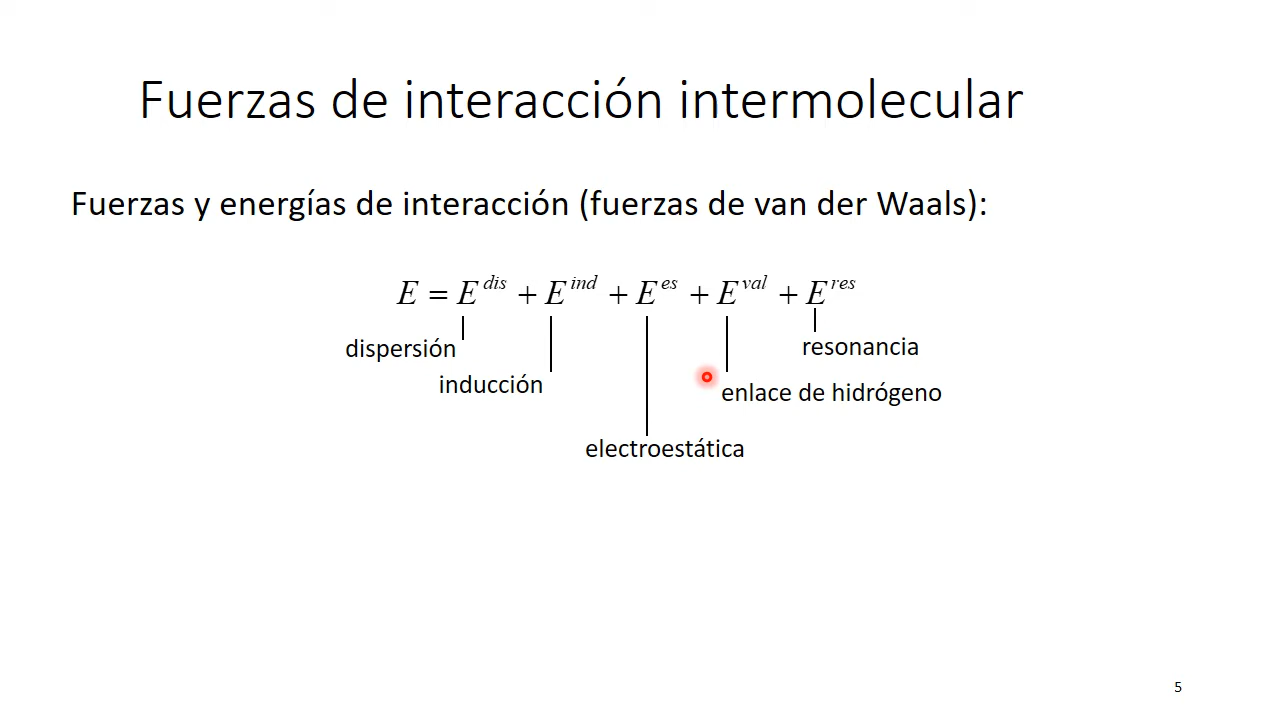 Fuerzas de interacción intermolecular
Fuerzas y energías de interacción (fuerzas de van der Waals):
E = E^dis + E^ind + E^es + E^val + E^res
dispersión
resonancia
inducción
enlace de hidrógeno
electroestática
5